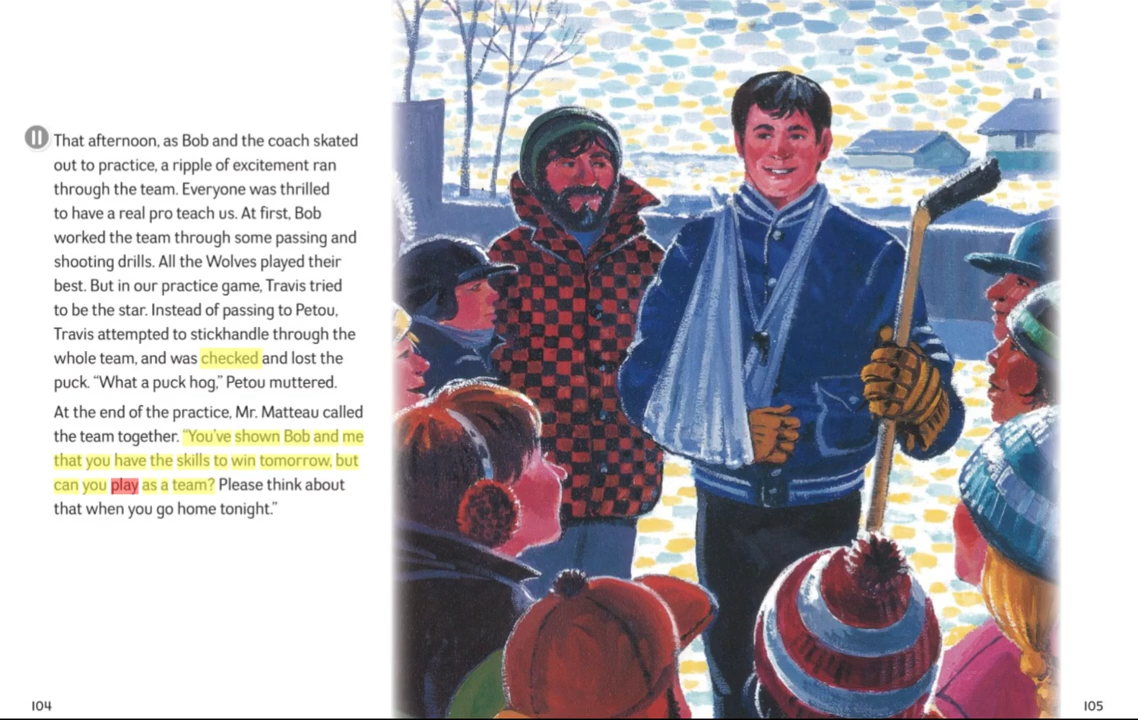 That afternoon, as Bob and the coach skated
out to practice, a ripple of excitement ran
through the team. Everyone was thrilled
to have a real pro teach us. At first, Bob
worked the team through some passing and
shooting drills. All the Wolves played their
best. But in our practice game, Travis tried
to be the star. Instead of passing to Petou,
Travis attempted to stickhandle through the
whole team, and was checked and lost the
puck. “What a puck hog,” Petou muttered.
At the end of the practice, Mr. Matteau called
the team together. “You’ve shown Bob and me
that you have the skills to win tomorrow, but
can you play as a team? Please think about
that when you go home tonight.”
104
105